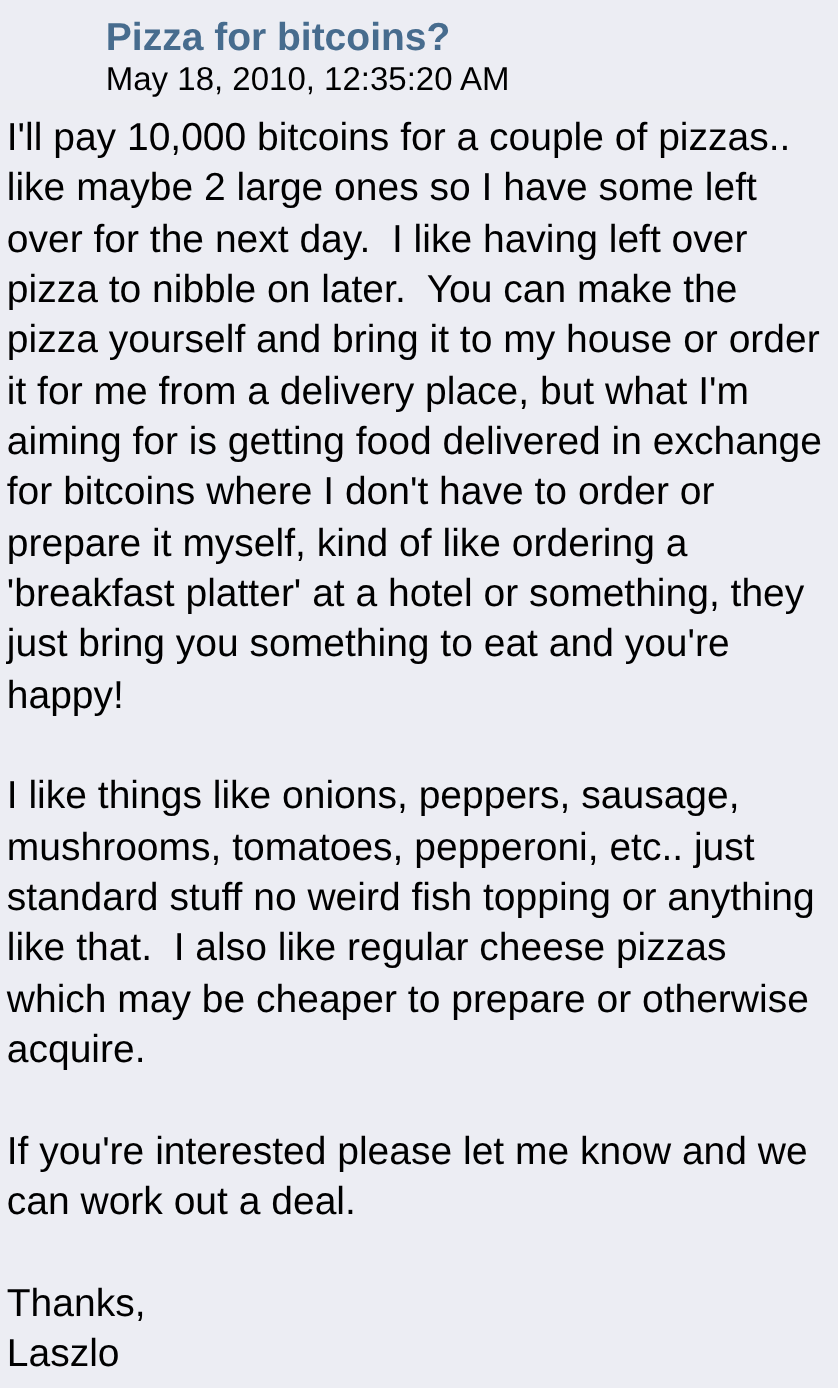 Pizza for bitcoins?
May 18, 2010, 12:35:20 AM
I'll pay 10,000 bitcoins for a couple of pizzas..
like maybe 2 large ones so I have some left
over for the next day.  I like having left over
pizza to nibble on later.  You can make the
pizza yourself and bring it to my house or order
it for me from a delivery place, but what I'm
aiming for is getting food delivered in exchange
for bitcoins where I don't have to order or
prepare it myself, kind of like ordering a
'breakfast platter' at a hotel or something, they
just bring you something to eat and you're
happy!

I like things like onions, peppers, sausage,
mushrooms, tomatoes, pepperoni, etc.. just
standard stuff no weird fish topping or anything
like that.  I also like regular cheese pizzas
which may be cheaper to prepare or otherwise
acquire.

If you're interested please let me know and we
can work out a deal.

Thanks,
Laszlo